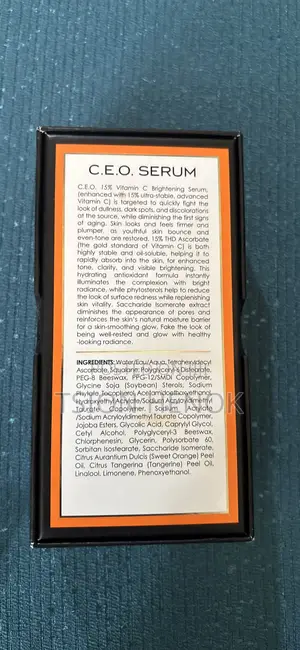 C.E.O. SERUM
C.E.O. 15% Vitamin C Brightening Serum,
(enhanced with 15% ultra-stable, advanced
Vitamin C) is targeted to quickly fight the
look of dullness, dark spots, and discolorations
at the source, while diminishing the first signs
of aging. Skin looks and feels firmer and
plumper, as youthful skin bounce and
even-tone are restored. 15% THD Ascorbate
(the gold standard of Vitamin C) is both
highly stable and oil-soluble, helping it to
rapidly absorb into the skin, for enhanced
tone, clarity, and visible brightening. This
hydrating antioxidant formula instantly
illuminates the complexion with bright
radiance, while phytosterols help to reduce
the look of surface redness while replenishing
skin vitality. Saccharide Isomerate extract
diminishes the appearance of pores and
reinforces the skin's natural moisture barrier
for a skin-smoothing glow. Fake the look of
being well-rested and glow with healthy
-looking radiance.
INGREDIENTS: Water/Eau/Aqua, Tetrahexyldecyl
Ascorbate, Squalane, Polyglyceryl-6 Distearate,
PEG-8 Beeswax, PPG-12/SMDI Copolymer,
Glycine Soja (Soybean) Sterols, Sodium
Lactate, Tocopherol, Acetamidoethoxyethanol,
Hydroxyethyl Acrylate/Sodium Acryloyldimethyl
Taurate Copolymer, Sodium Acrylate
/Sodium Acryloyldimethyl Taurate Copolymer,
Jojoba Esters, Glycolic Acid, Caprylyl Glycol,
Cetyl Alcohol, Polyglyceryl-3 Beeswax,
Chlorphenesin, Glycerin, Polysorbate 60,
Sorbitan Isostearate, Saccharide Isomerate,
Citrus Aurantium Dulcis (Sweet Orange) Peel
Oil, Citrus Tangerina (Tangerine) Peel Oil,
Linalool, Limonene, Phenoxyethanol.